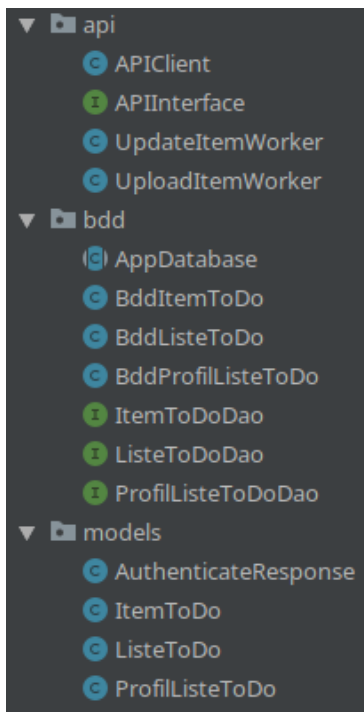 api
APIClient
APIInterface
UpdateItemWorker
UploadItemWorker
bdd
AppDatabase
BddItemToDo
BddListeToDo
BddProfilListeToDo
ItemToDoDao
ListeToDoDao
ProfilListeToDoDao
models
AuthenticateResponse
ItemToDo
ListeToDo
ProfilListeToDo